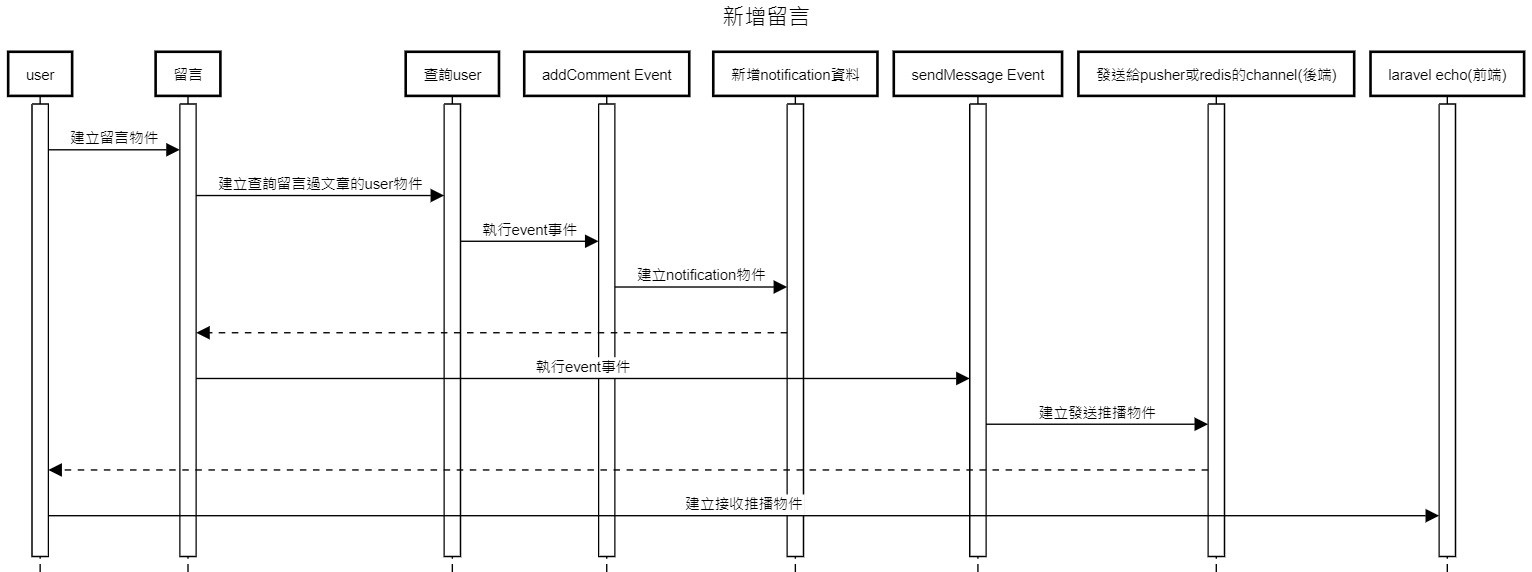 新增留言
user
留言
查詢user
addComment Event
新增notification資料
sendMessage Event
發送給pusher或redis的channel(後端)
laravel echo(前端)
建立留言物件
建立查詢留言過文章的user物件
執行event事件
建立notification物件
執行event事件
建立發送推播物件
建立接收推播物件